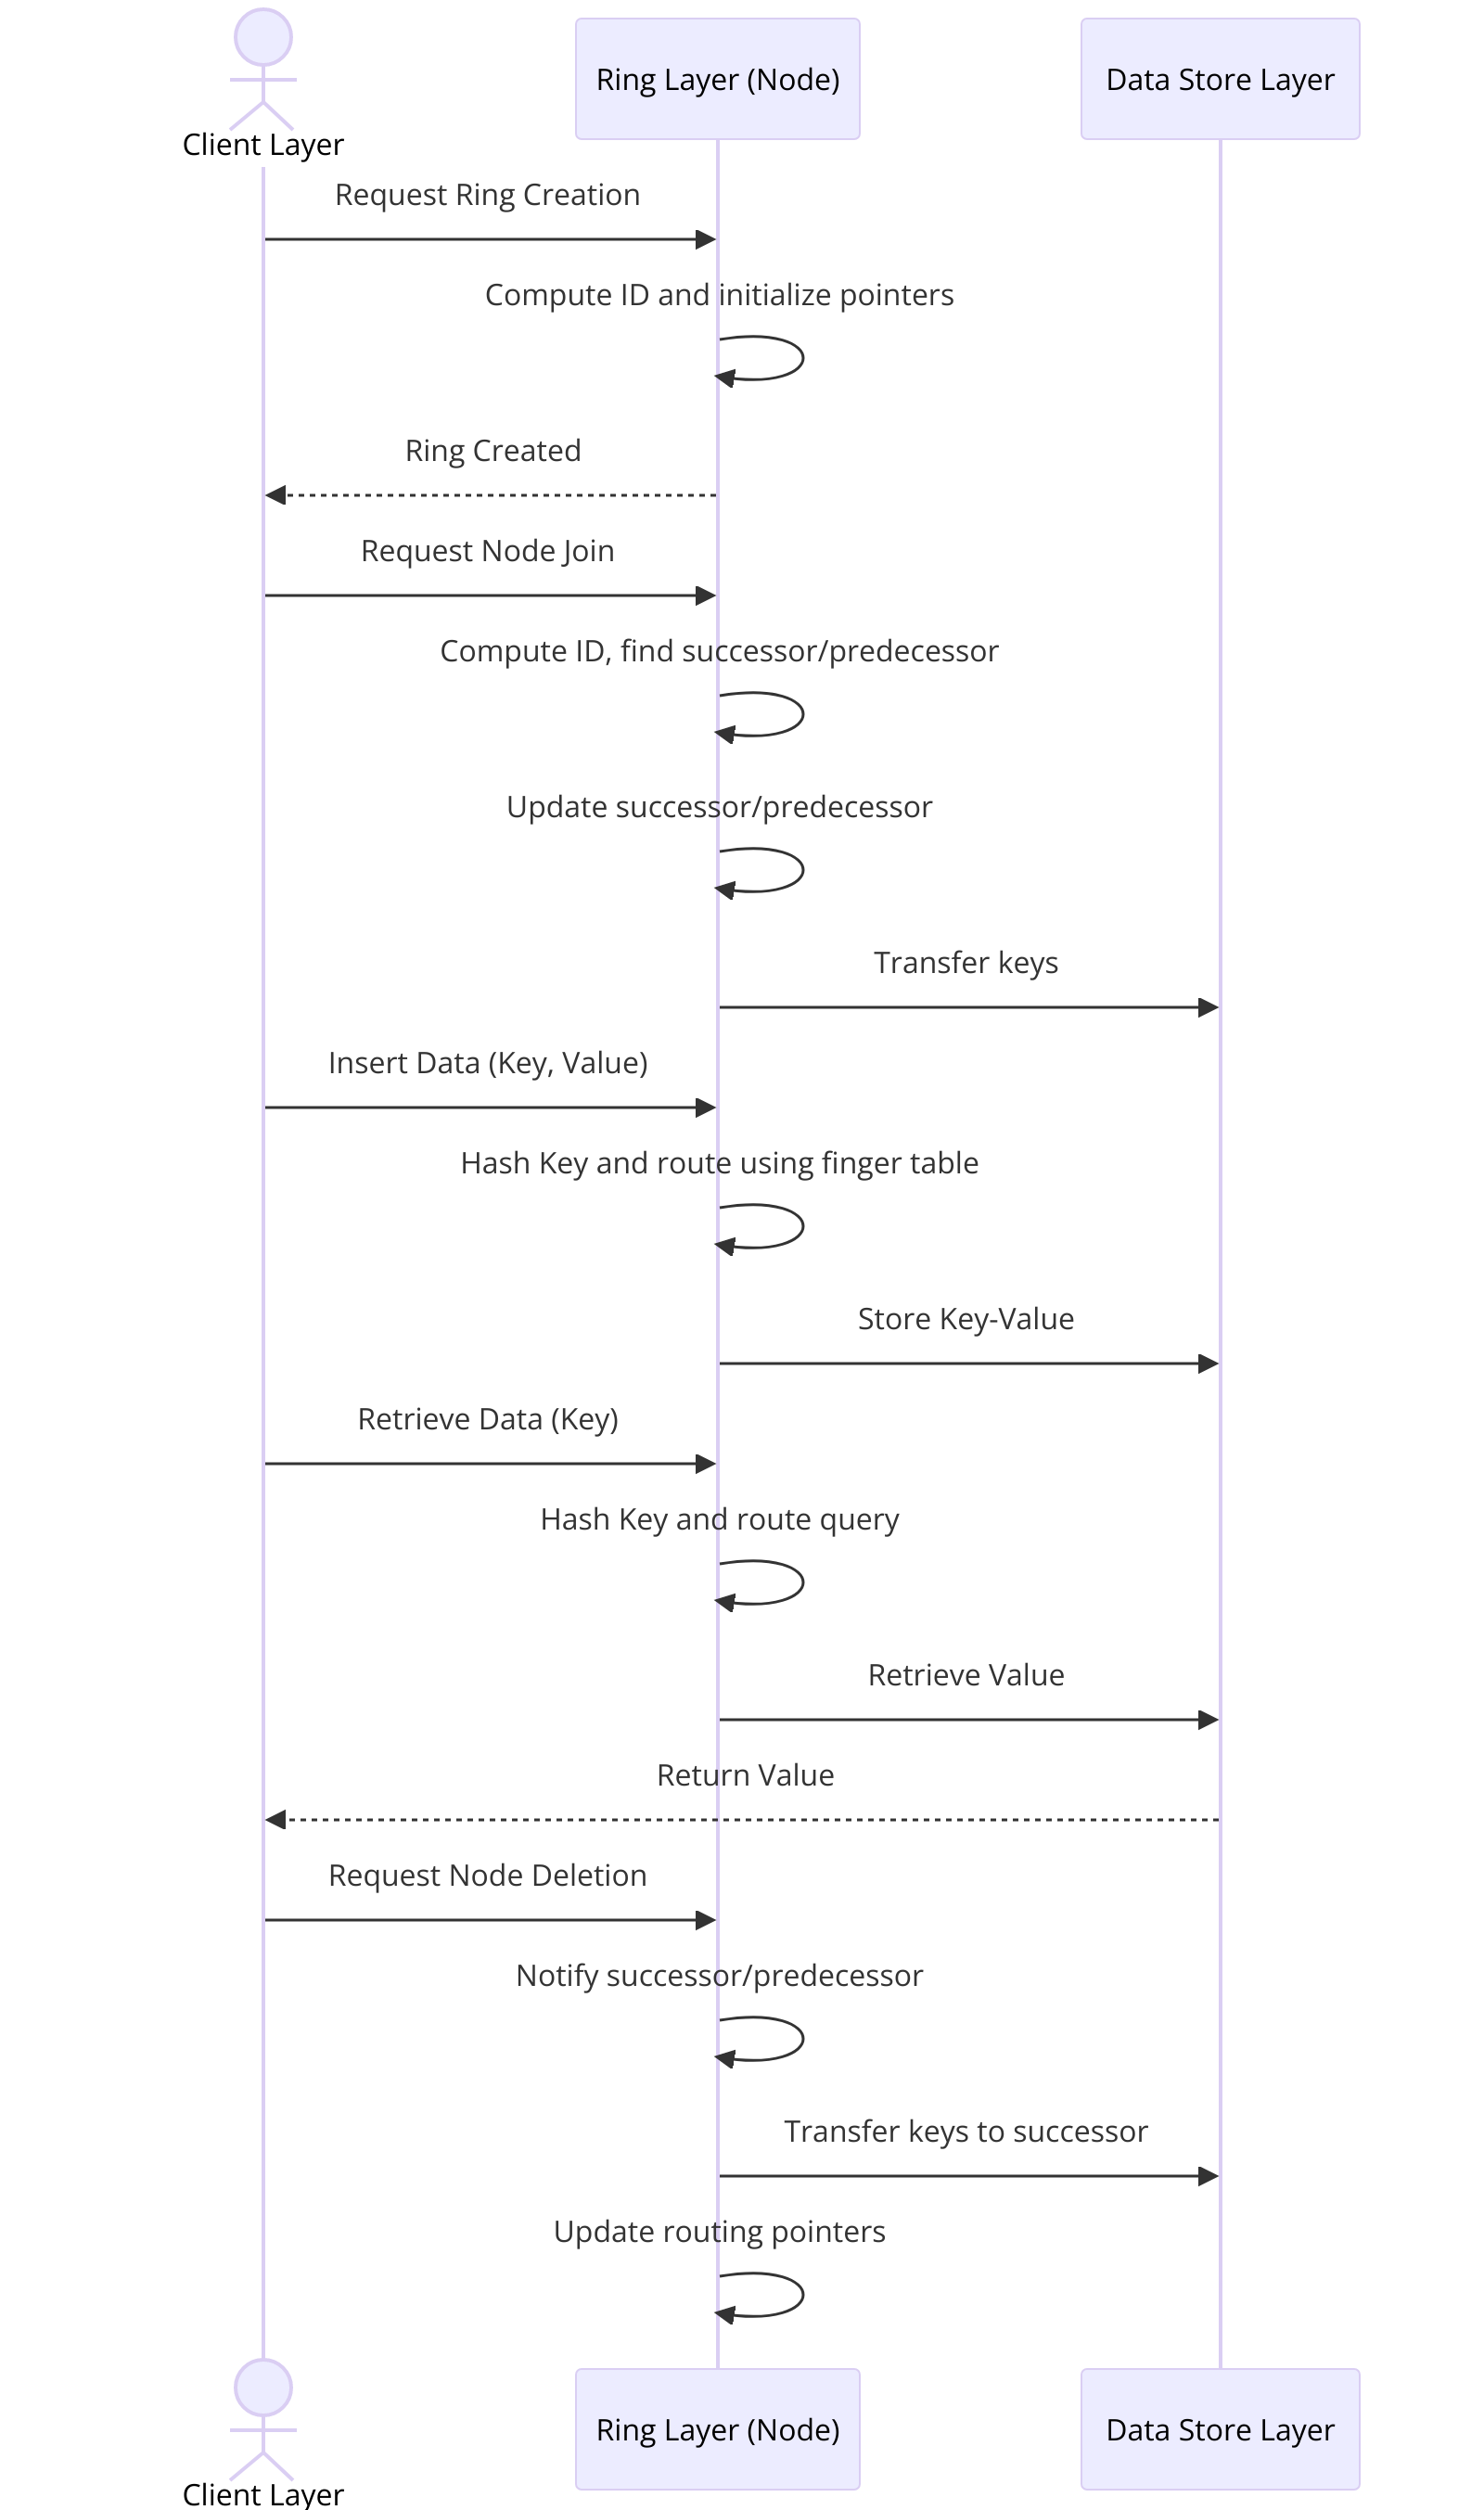 Client Layer
Ring Layer (Node)
Data Store Layer
Request Ring Creation
Compute ID and initialize pointers
Ring Created
Request Node Join
Compute ID, find successor/predecessor
Update successor/predecessor
Transfer keys
Insert Data (Key, Value)
Hash Key and route using finger table
Store Key-Value
Retrieve Data (Key)
Hash Key and route query
Retrieve Value
Return Value
Request Node Deletion
Notify successor/predecessor
Transfer keys to successor
Update routing pointers
Client Layer
Ring Layer (Node)
Data Store Layer